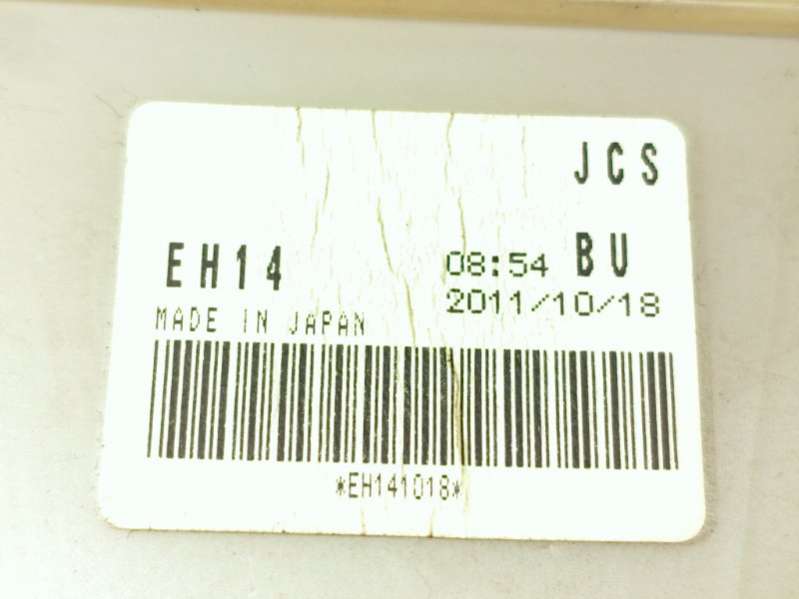 JCS
EH14 08:54 BU
2011/10/18
MADE IN JAPAN
*EH141018*